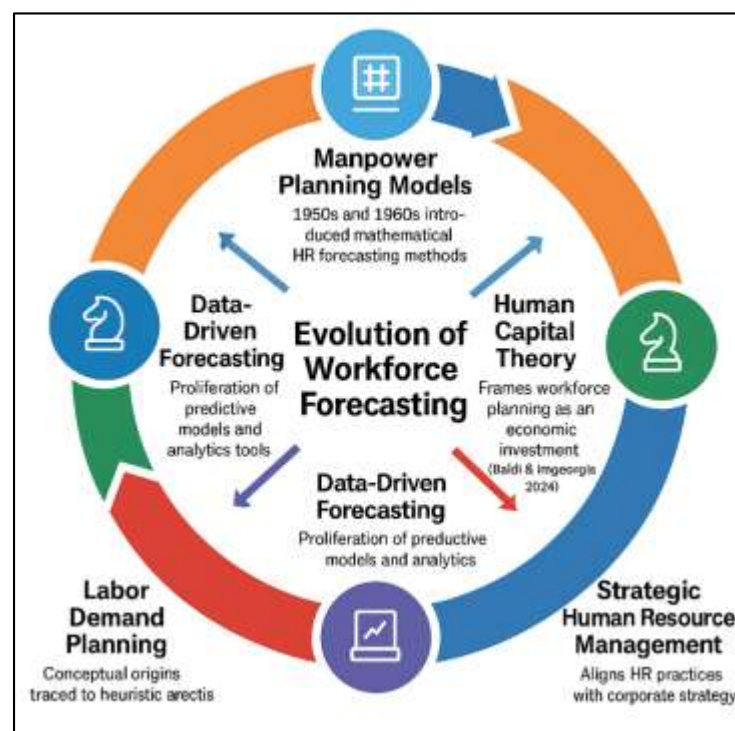 Manpower
Planning Models
1950s and 1960s intro-
duced mathematical
HR forecasting methods
Data-
Driven
Forecasting
Proliferation of
predictive
models and
analytics tools
Evolution of
Workforce
Forecasting
Human
Capital
Theory
Frames workforce
planning as an
economic
investment
(Baldi & Imgeorgis
2024)
Data-Driven
Forecasting
Proliferation of preductive
models and analytics
Labor
Demand
Planning
Conceptual origins
traced to heuristic arectis
Strategic
Human Resource
Management
Aligns HR practices
with corporate strategy